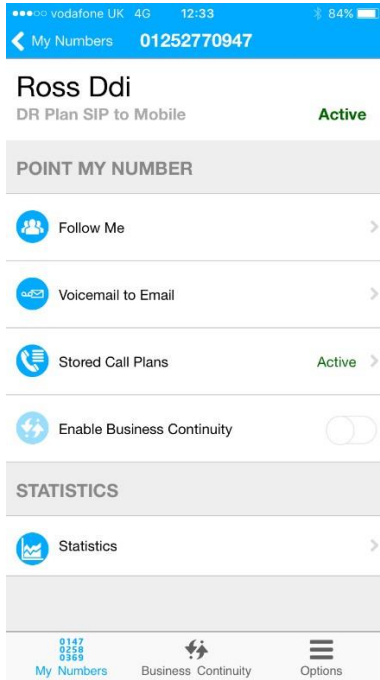 vodafone UK 4G 12:33 84%
My Numbers 01252770947
Ross Ddi
DR Plan SIP to Mobile Active
POINT MY NUMBER
Follow Me
Voicemail to Email
Stored Call Plans Active
Enable Business Continuity
STATISTICS
Statistics
0147
0258
0369
My Numbers Business Continuity Options